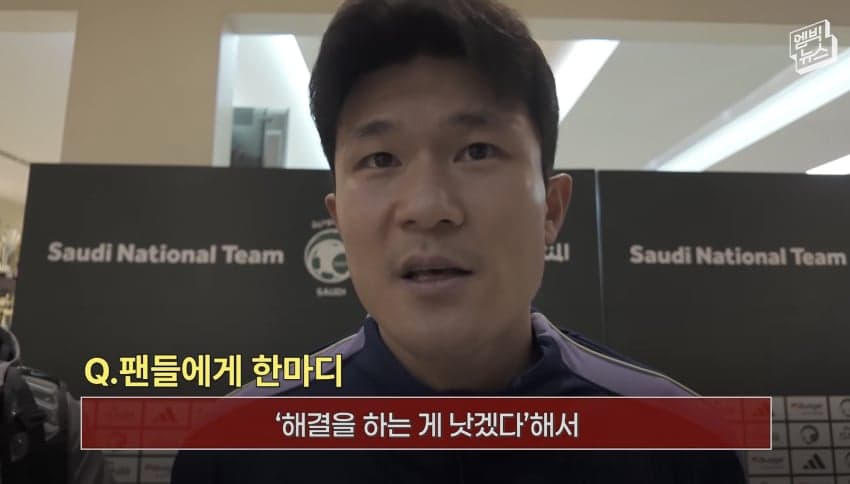 엠빅
뉴스
Saudi National Team
SAUDI
Saudi National Team
Q.팬들에게 한마디
‘해결을 하는 게 낫겠다’해서